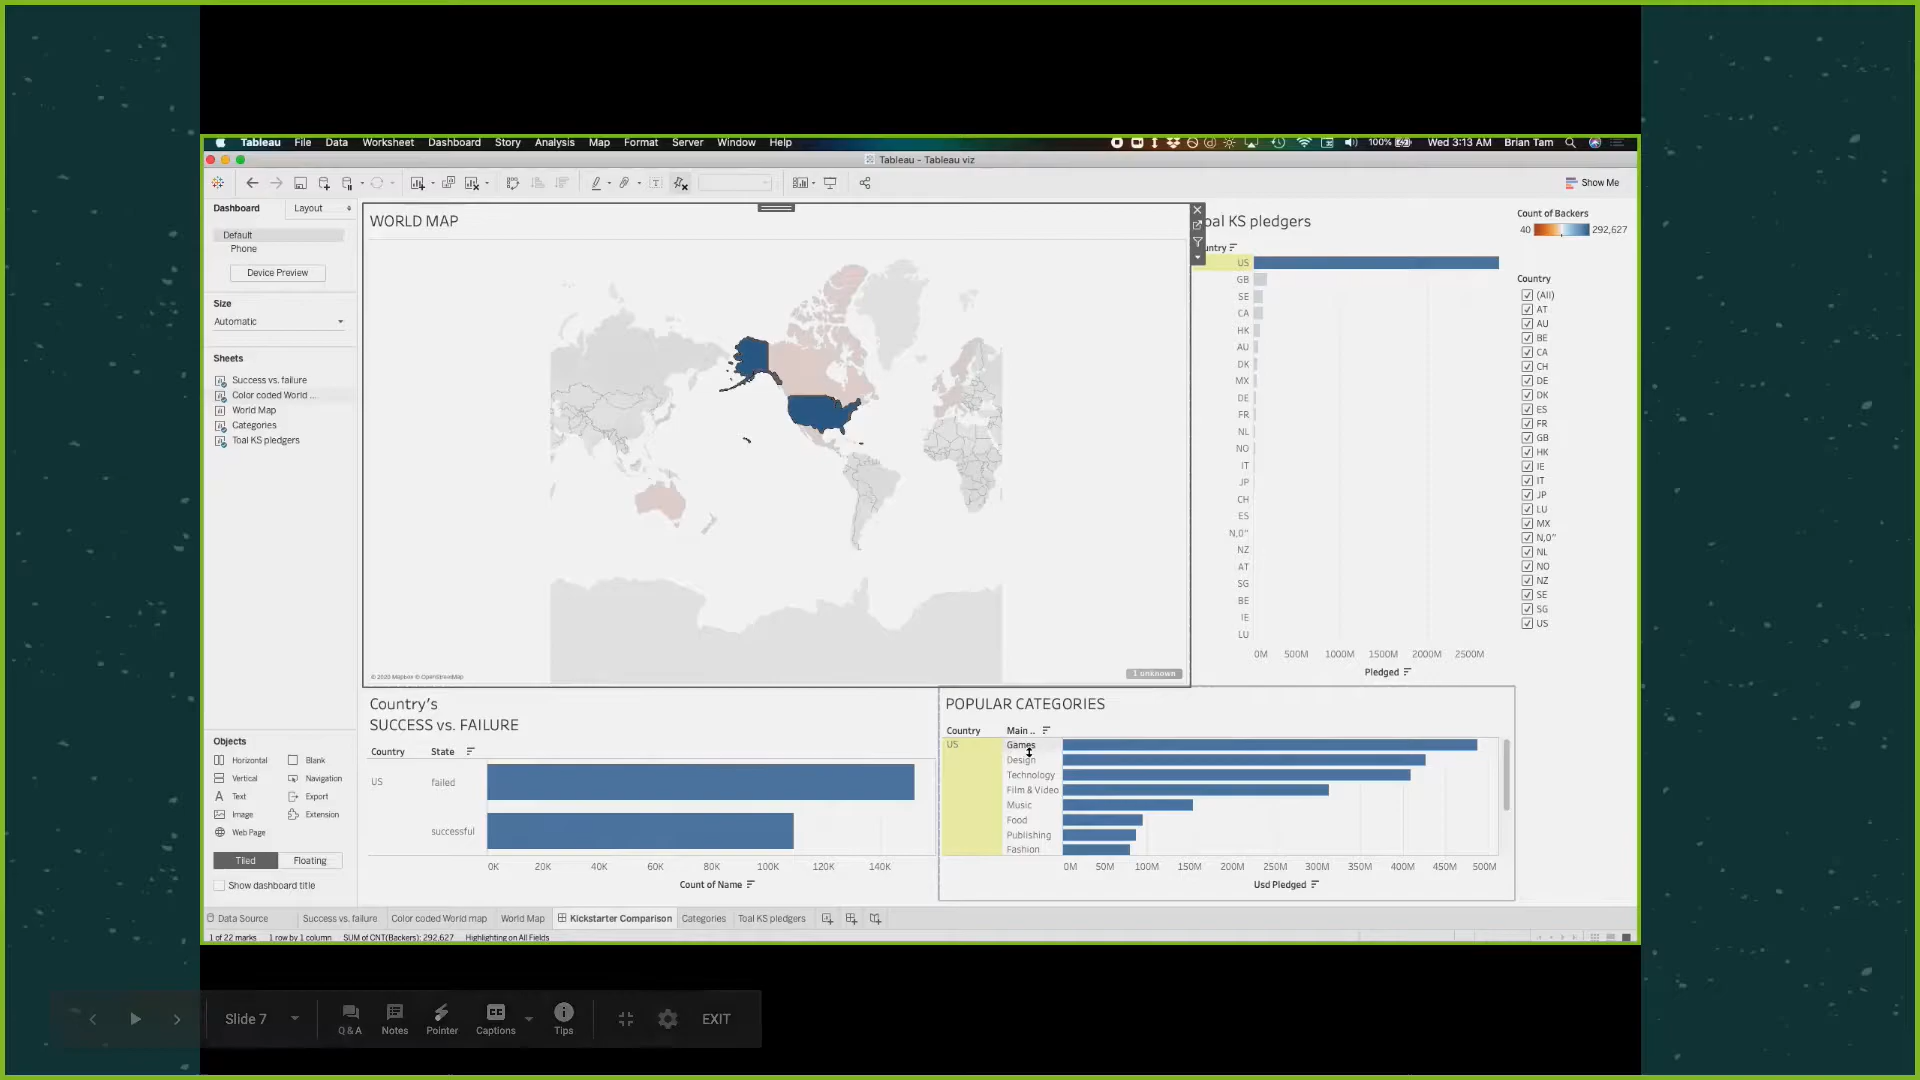 Tableau File Data Worksheet Dashboard Story Analysis Map Format Server Window Help 100% Wed 3:13 AM Brian Tam
Tableau - Tableau viz
Show Me
Dashboard Layout
Default
Phone
Device Preview
Size
Automatic
Sheets
Success vs. failure
Color coded World ...
World Map
Categories
Toal KS pledgers
Objects
Horizontal Blank
Vertical Navigation
Text Export
Image Extension
Web Page
Tiled Floating
Show dashboard title
WORLD MAP
© 2020 Mapbox © OpenStreetMap
1 unknown
oal KS pledgers
untry
US
GB
SE
CA
HK
AU
DK
MX
DE
FR
NL
NO
IT
JP
CH
ES
N,0"
NZ
AT
SG
BE
IE
LU
0M 500M 1000M 1500M 2000M 2500M
Pledged
Count of Backers
40 292,627
Country
(All)
AT
AU
BE
CA
CH
DE
DK
ES
FR
GB
HK
IE
IT
JP
LU
MX
N,0"
NL
NO
NZ
SE
SG
US
Country's
SUCCESS vs. FAILURE
Country State
US failed
successful
0K 20K 40K 60K 80K 100K 120K 140K
Count of Name
POPULAR CATEGORIES
Country Main ..
US Games
Design
Technology
Film & Video
Music
Food
Publishing
Fashion
0M 50M 100M 150M 200M 250M 300M 350M 400M 450M 500M
Usd Pledged
Data Source Success vs. failure Color coded World map World Map Kickstarter Comparison Categories Toal KS pledgers
1 of 22 marks 1 row by 1 column SUM of CNT(Backers): 292,627 Highlighting on All Fields
Slide 7 Q & A Notes Pointer Captions Tips EXIT